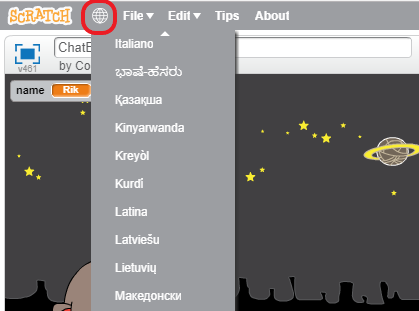 SCRATCH File Edit Tips About
ChatB
by Co
v461
name Rik
Italiano
ಭಾಷೆ-ಹೆಸರು
Қазақша
Kinyarwanda
Kreyòl
Kurdî
Latina
Latviešu
Lietuvių
Македонски